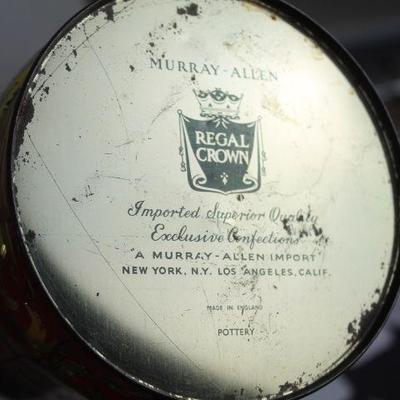 MURRAY-ALLEN
REGAL
CROWN
Imported Superior Quality
Exclusive Confections
A MURRAY-ALLEN IMPORT
NEW YORK, N.Y. LOS ANGELES, CALIF.
MADE IN ENGLAND
POTTERY